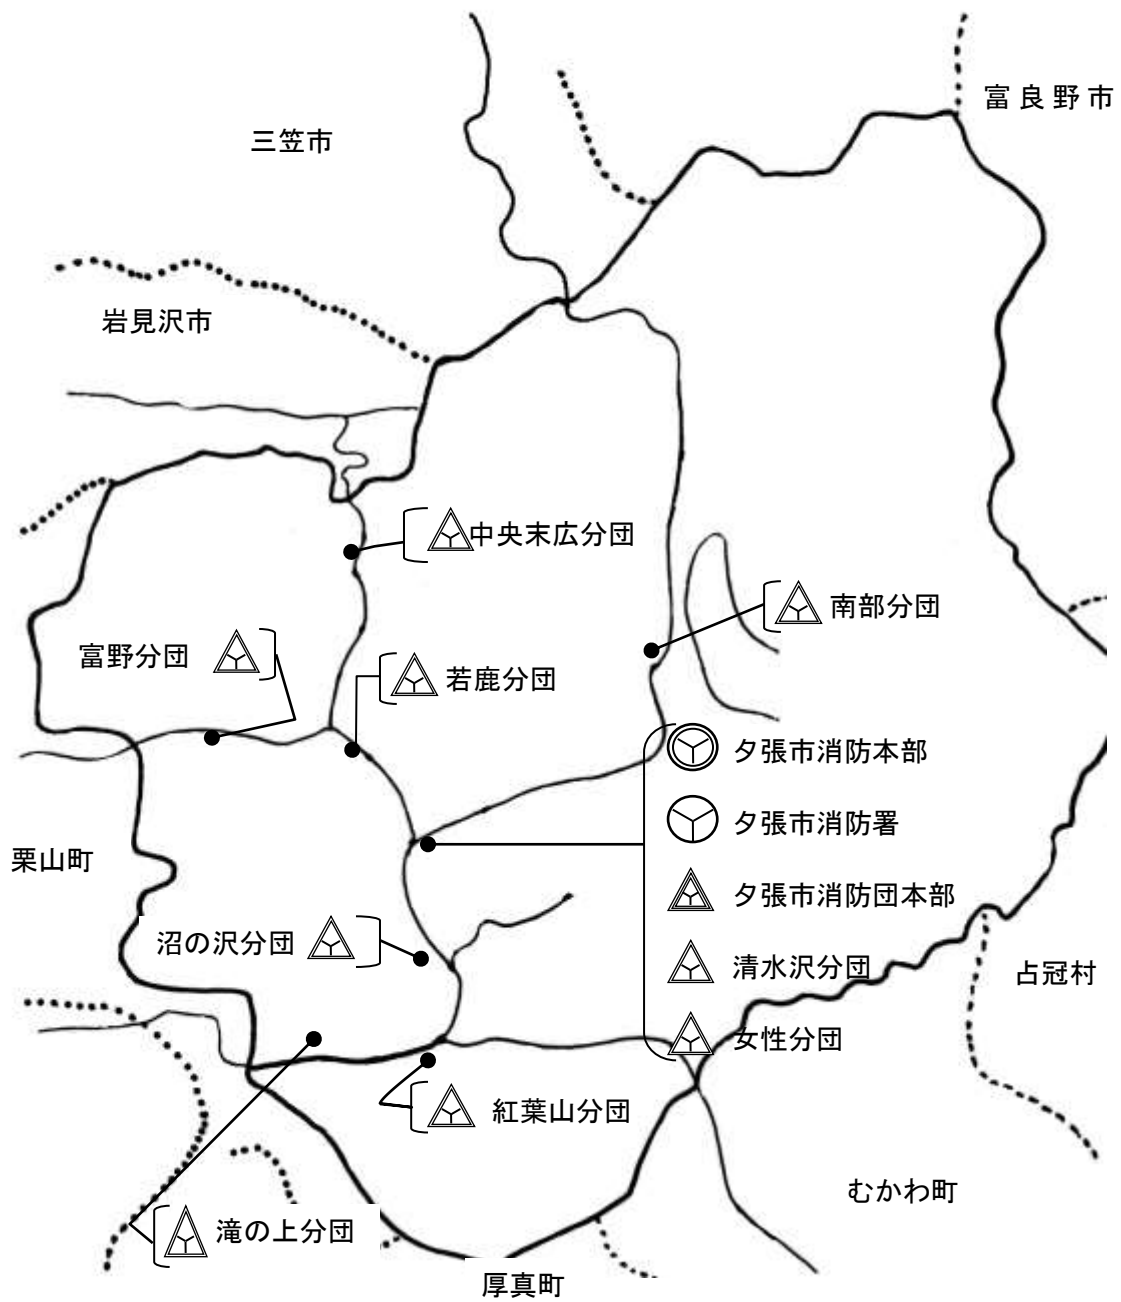 富良野市
三笠市
岩見沢市
中央末広分団
南部分団
富野分団
若鹿分団
夕張市消防本部
夕張市消防署
栗山町
夕張市消防団本部
沼の沢分団
清水沢分団
占冠村
女性分団
紅葉山分団
むかわ町
滝の上分団
厚真町